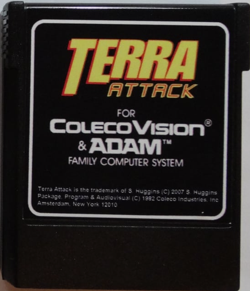 TERRA
ATTACK
FOR
COLECOVISION®
& ADAM™
FAMILY COMPUTER SYSTEM
Terra Attack is the trademark of S. Huggins (C) 2007 S. Huggins
Package, Program & Audiovisual (C) 1982 Coleco Industries, Inc
Amsterdam, New York 12010